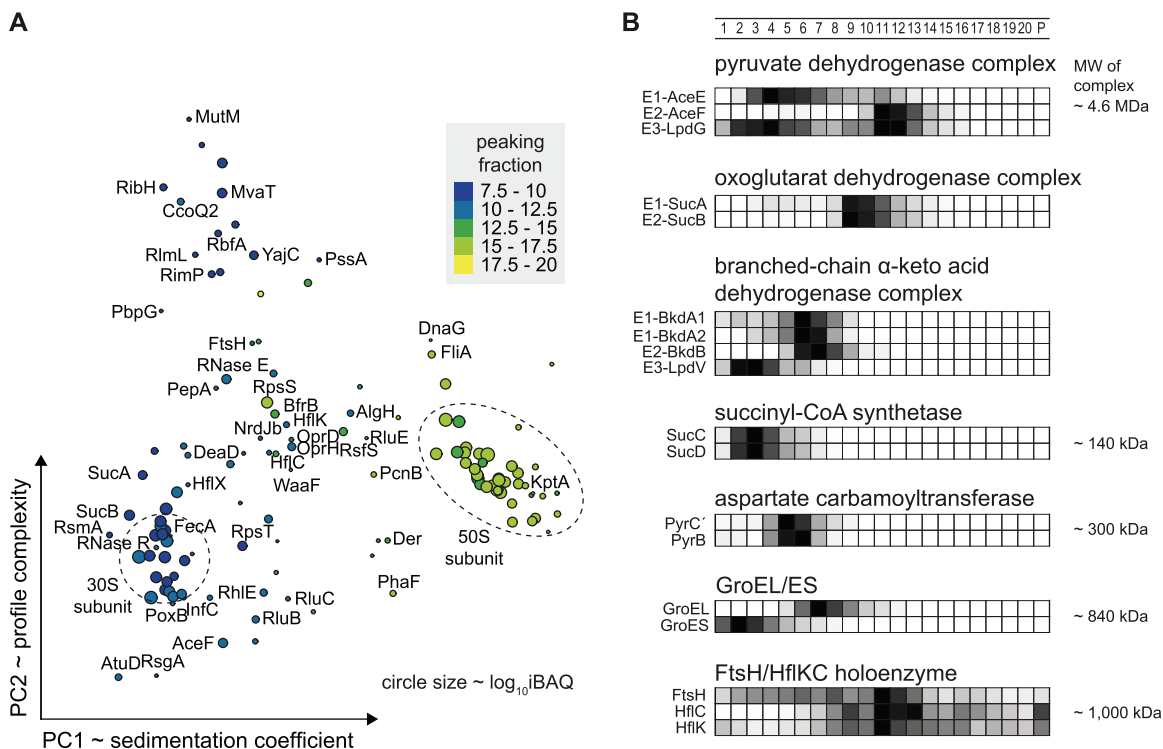 A
MutM
RibH
MvaT
CcoQ2
RbfA
RlmL
YajC
PssA
RimP
PbpG
peaking
fraction
7.5 - 10
10 - 12.5
12.5 - 15
15 - 17.5
17.5 - 20
DnaG
FtsH
FliA
RNase E
PepA
RpsS
BfrB
AlgH
HflK
NrdJb
OprD
RluE
OprH
RsfS
DeaD
HflC
SucA
PcnB
HflX
WaaF
KptA
SucB
FecA
RsmA
RpsT
RNase R
Der
50S
subunit
30S
subunit
PhaF
RhlE
RluC
InfC
PoxB
RluB
AceF
AtuD
RsgA
circle size ~ log10iBAQ
PC2 ~ profile complexity
PC1 ~ sedimentation coefficient
B
1 2 3 4 5 6 7 8 9 10 11 12 13 14 15 16 17 18 19 20 P
pyruvate dehydrogenase complex
MW of
complex
~ 4.6 MDa
E1-AceE
E2-AceF
E3-LpdG
oxoglutarat dehydrogenase complex
E1-SucA
E2-SucB
branched-chain α-keto acid
dehydrogenase complex
E1-BkdA1
E1-BkdA2
E2-BkdB
E3-LpdV
succinyl-CoA synthetase
SucC
SucD
~ 140 kDa
aspartate carbamoyltransferase
PyrC´
PyrB
~ 300 kDa
GroEL/ES
GroEL
GroES
~ 840 kDa
FtsH/HflKC holoenzyme
FtsH
HflC
HflK
~ 1,000 kDa